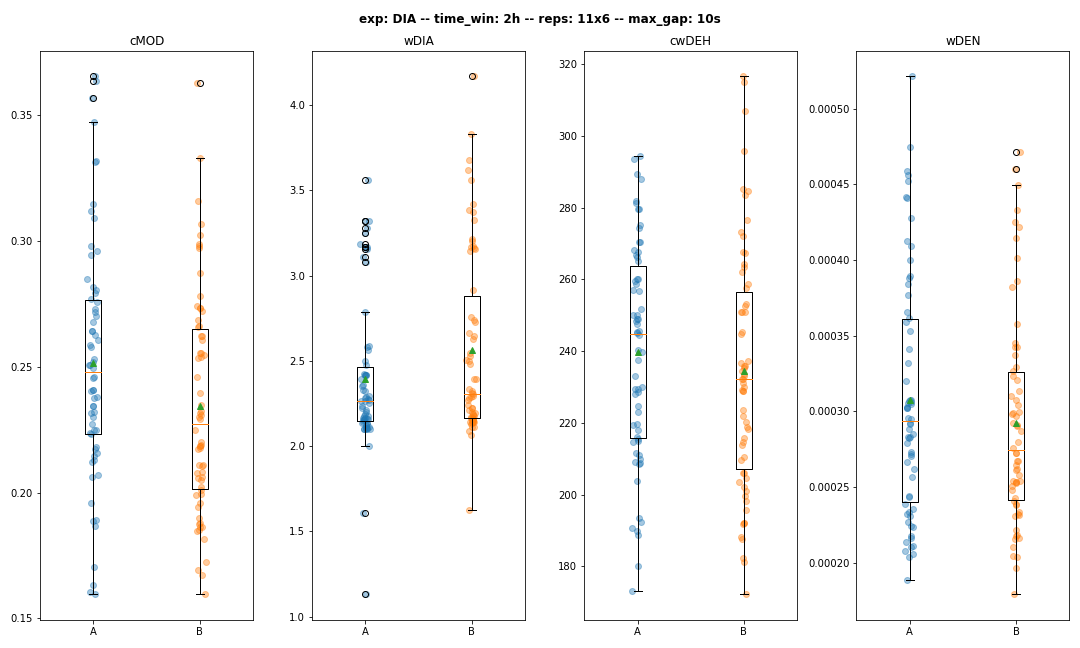 exp: DIA -- time_win: 2h -- reps: 11x6 -- max_gap: 10s
cMOD
wDIA
cwDEH
wDEN
0.35
0.30
0.25
0.20
0.15
A
B
4.0
3.5
3.0
2.5
2.0
1.5
1.0
A
B
320
300
280
260
240
220
200
180
A
B
0.00050
0.00045
0.00040
0.00035
0.00030
0.00025
0.00020
A
B